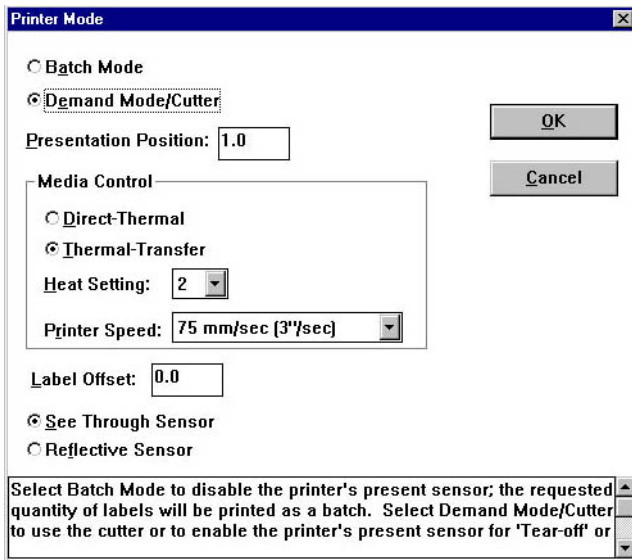 Printer Mode
Batch Mode
Demand Mode/Cutter
OK
Presentation Position: 1.0
Cancel
Media Control
Direct-Thermal
Thermal-Transfer
Heat Setting: 2
Printer Speed: 75 mm/sec (3"/sec)
Label Offset: 0.0
See Through Sensor
Reflective Sensor
Select Batch Mode to disable the printer's present sensor; the requested
quantity of labels will be printed as a batch. Select Demand Mode/Cutter
to use the cutter or to enable the printer's present sensor for 'Tear-off' or